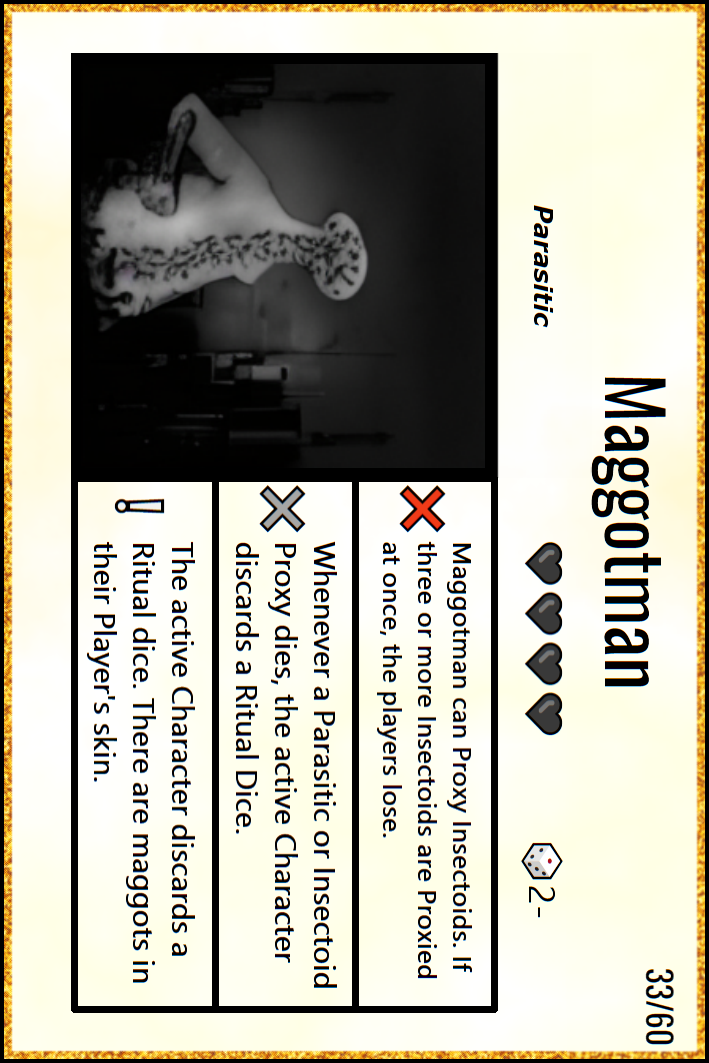 33/60
Maggotman
Parasitic
2-
Maggotman can Proxy Insectoids. If
three or more Insectoids are Proxied
at once, the players lose.
Whenever a Parasitic or Insectoid
Proxy dies, the active Character
discards a Ritual Dice.
The active Character discards a
Ritual dice. There are maggots in
their Player's skin.